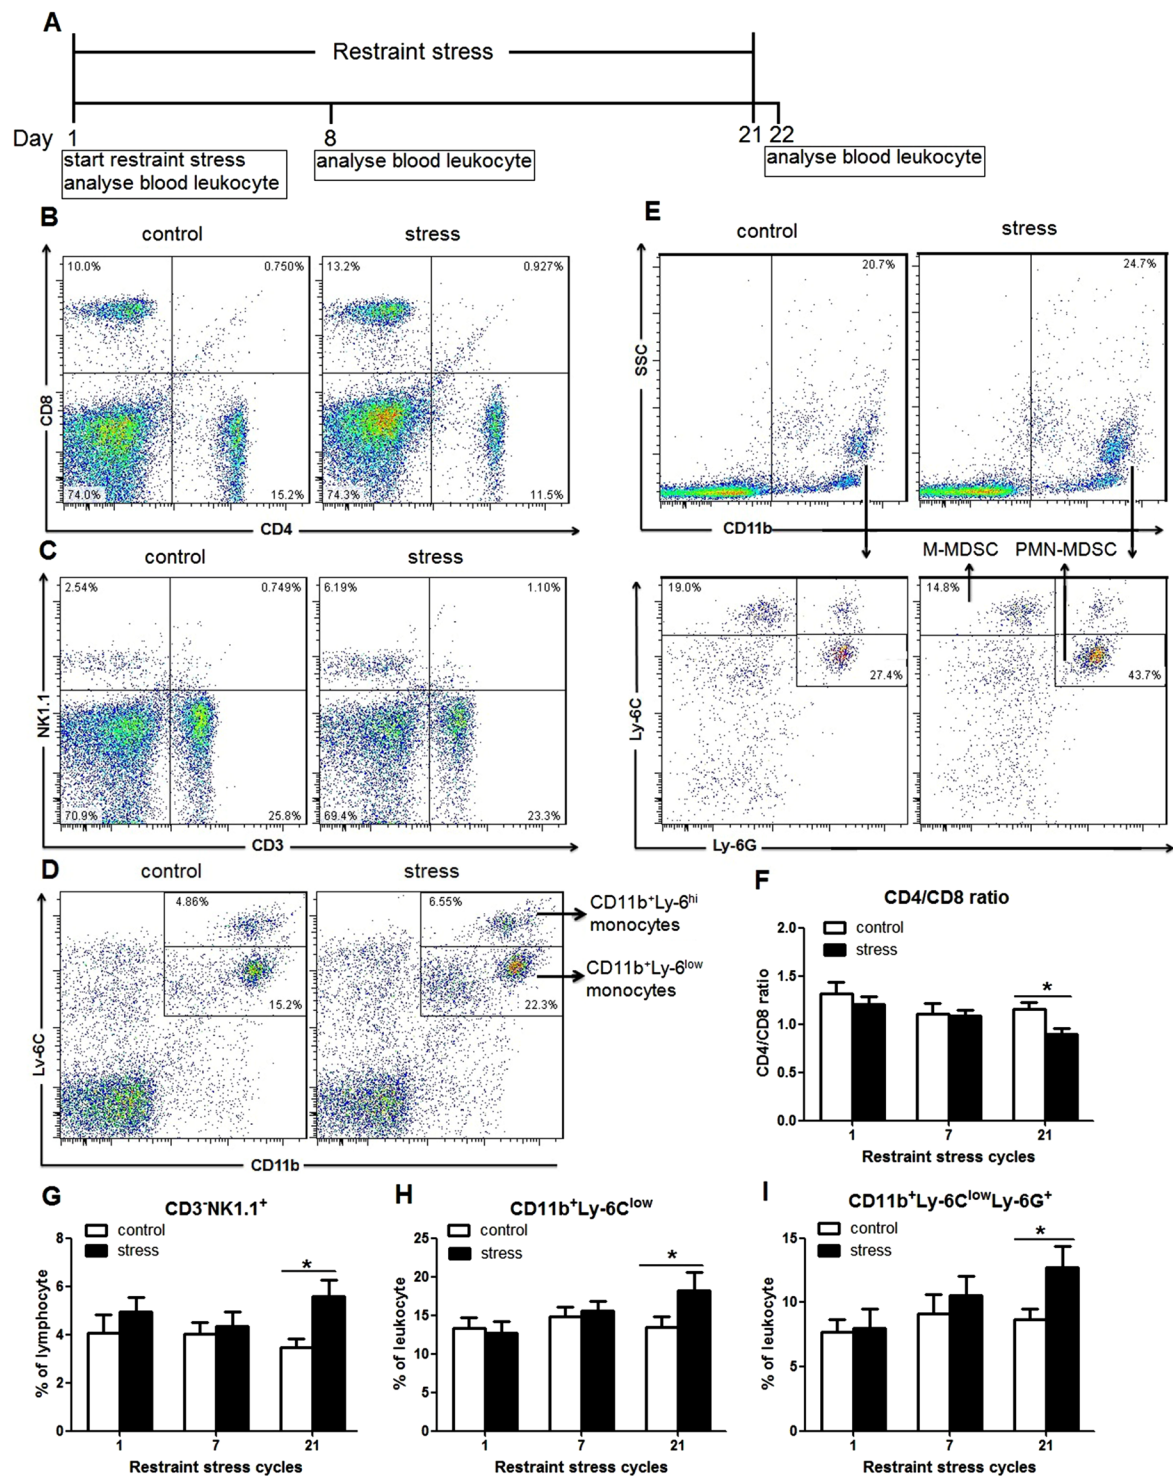 A
Restraint stress
Day 1 8 21 22
start restraint stress
analyse blood leukocyte
analyse blood leukocyte
analyse blood leukocyte
B
control stress
10.0% 0.750% 13.2% 0.927%
CD8
74.0% 15.2% 74.3% 11.5%
CD4
C
control stress
2.54% 0.749% 6.19% 1.10%
NK1.1
70.9% 25.8% 69.4% 23.3%
CD3
D
control stress
4.86% 6.55%
15.2% 22.3%
Ly-6C
CD11b
CD11b+Ly-6hi
monocytes
CD11b+Ly-6low
monocytes
E
control stress
20.7% 24.7%
SSC
CD11b
M-MDSC PMN-MDSC
19.0% 14.8%
27.4% 43.7%
Ly-6C
Ly-6G
F
CD4/CD8 ratio
control
stress
CD4/CD8 ratio
2.0
1.5
1.0
0.5
0.0
*
1 7 21
Restraint stress cycles
G
CD3-NK1.1+
control
stress
% of lymphocyte
8
6
4
2
0
*
1 7 21
Restraint stress cycles
H
CD11b+Ly-6Clow
control
stress
% of leukocyte
25
20
15
10
5
0
*
1 7 21
Restraint stress cycles
I
CD11b+Ly-6ClowLy-6G+
control
stress
% of leukocyte
15
10
5
0
*
1 7 21
Restraint stress cycles